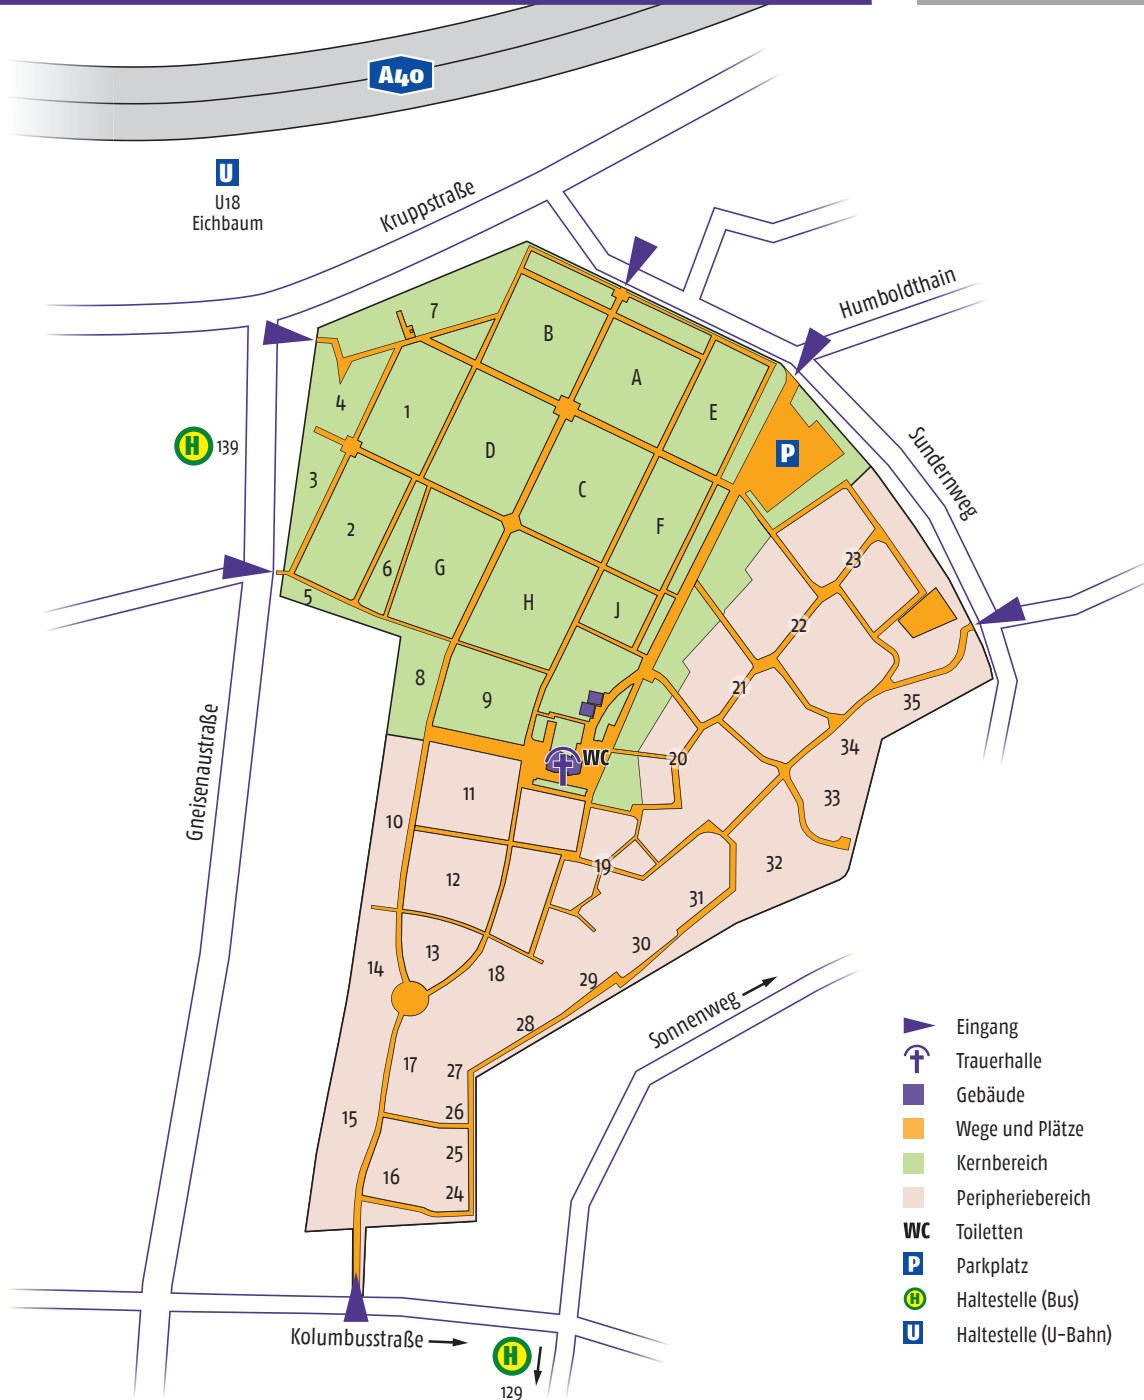 A40
U
U18
Eichbaum
Kruppstraße
Humboldthain
Sundernweg
7
B
A
E
4
1
D
P
H 139
3
C
2
F
6
G
H
J
5
23
22
8
9
21
35
WC
20
34
Gneisenaustraße
11
33
10
19
32
12
31
13
30
14
18
29
28
Sonnenweg
17
27
26
15
25
16
24
Kolumbusstraße
H
129
Eingang
Trauerhalle
Gebäude
Wege und Plätze
Kernbereich
Peripheriebereich
WC Toiletten
P Parkplatz
H Haltestelle (Bus)
U Haltestelle (U-Bahn)